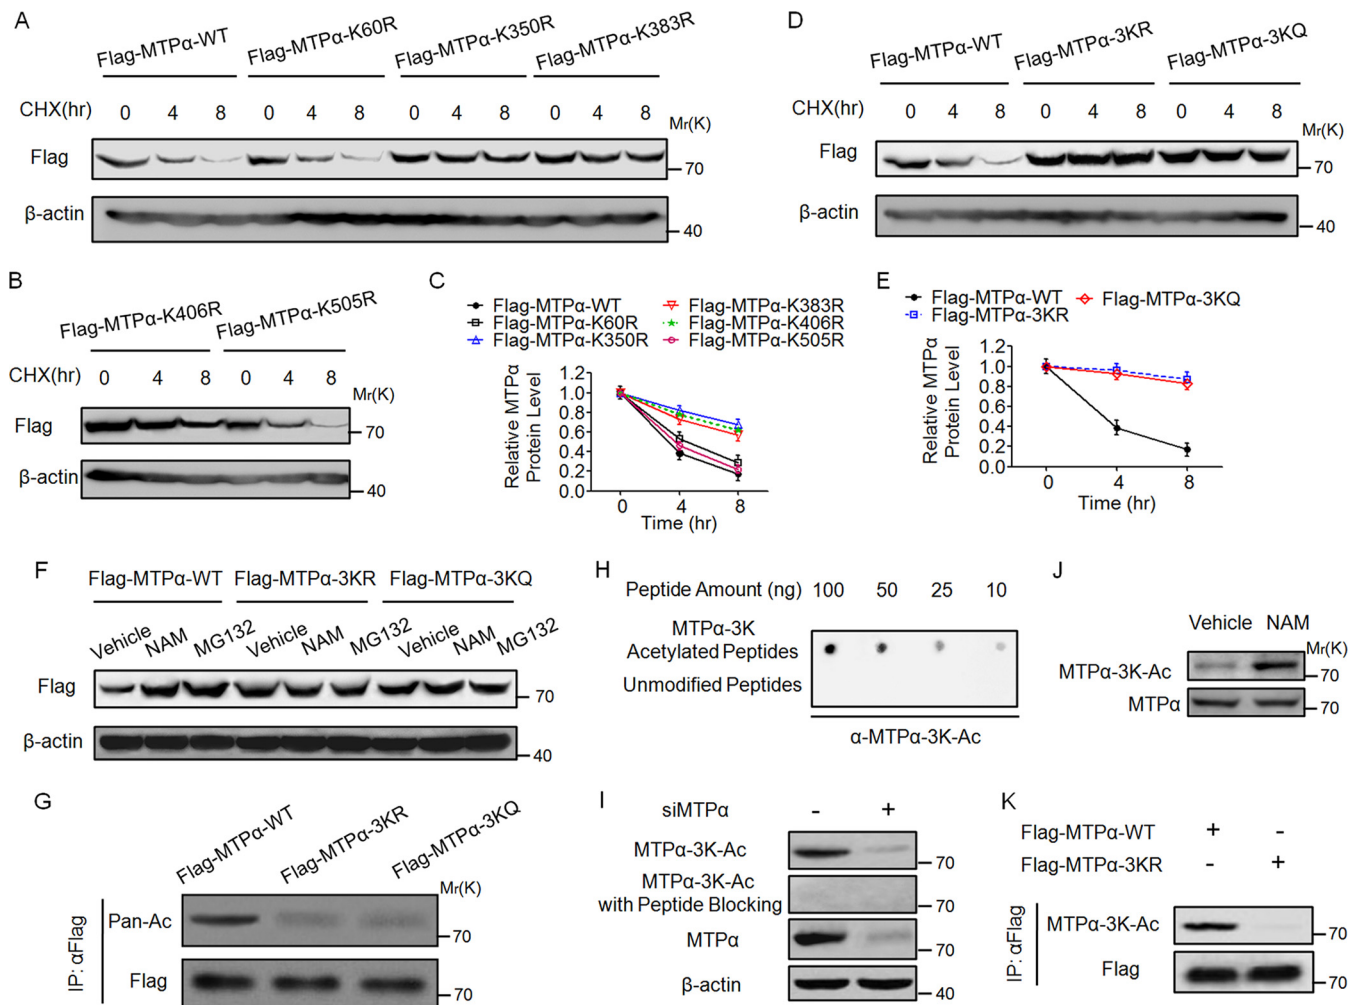 A
Flag-MTPα-WT Flag-MTPα-K60R Flag-MTPα-K350R Flag-MTPα-K383R
CHX(hr) 0 4 8 0 4 8 0 4 8 0 4 8
Mr(K)
Flag
70
β-actin
40
D
Flag-MTPα-WT Flag-MTPα-3KR Flag-MTPα-3KQ
CHX(hr) 0 4 8 0 4 8 0 4 8
Mr(K)
Flag
70
β-actin
40
B
Flag-MTPα-K406R Flag-MTPα-K505R
CHX(hr) 0 4 8 0 4 8
Mr(K)
Flag
70
β-actin
40
C
Flag-MTPα-WT Flag-MTPα-K383R
Flag-MTPα-K60R Flag-MTPα-K406R
Flag-MTPα-K350R Flag-MTPα-K505R
Relative MTPα
Protein Level
1.2
1.0
0.8
0.6
0.4
0.2
0.0
0 4 8
Time (hr)
E
Flag-MTPα-WT Flag-MTPα-3KQ
Flag-MTPα-3KR
Relative MTPα
Protein Level
1.2
1.0
0.8
0.6
0.4
0.2
0.0
0 4 8
Time (hr)
F
Flag-MTPα-WT Flag-MTPα-3KR Flag-MTPα-3KQ
Vehicle NAM MG132 Vehicle NAM MG132 Vehicle NAM MG132
Flag
70
β-actin
40
H
Peptide Amount (ng) 100 50 25 10
MTPα-3K
Acetylated Peptides
Unmodified Peptides
α-MTPα-3K-Ac
J
Vehicle NAM
Mr(K)
MTPα-3K-Ac
70
MTPα
70
G
Flag-MTPα-WT Flag-MTPα-3KR Flag-MTPα-3KQ
Mr(K)
IP: αFlag
Pan-Ac
70
Flag
70
I
siMTPα - +
MTPα-3K-Ac
70
MTPα-3K-Ac
with Peptide Blocking
70
MTPα
70
β-actin
40
K
Flag-MTPα-WT + -
Flag-MTPα-3KR - +
IP: αFlag
MTPα-3K-Ac
70
Flag
70